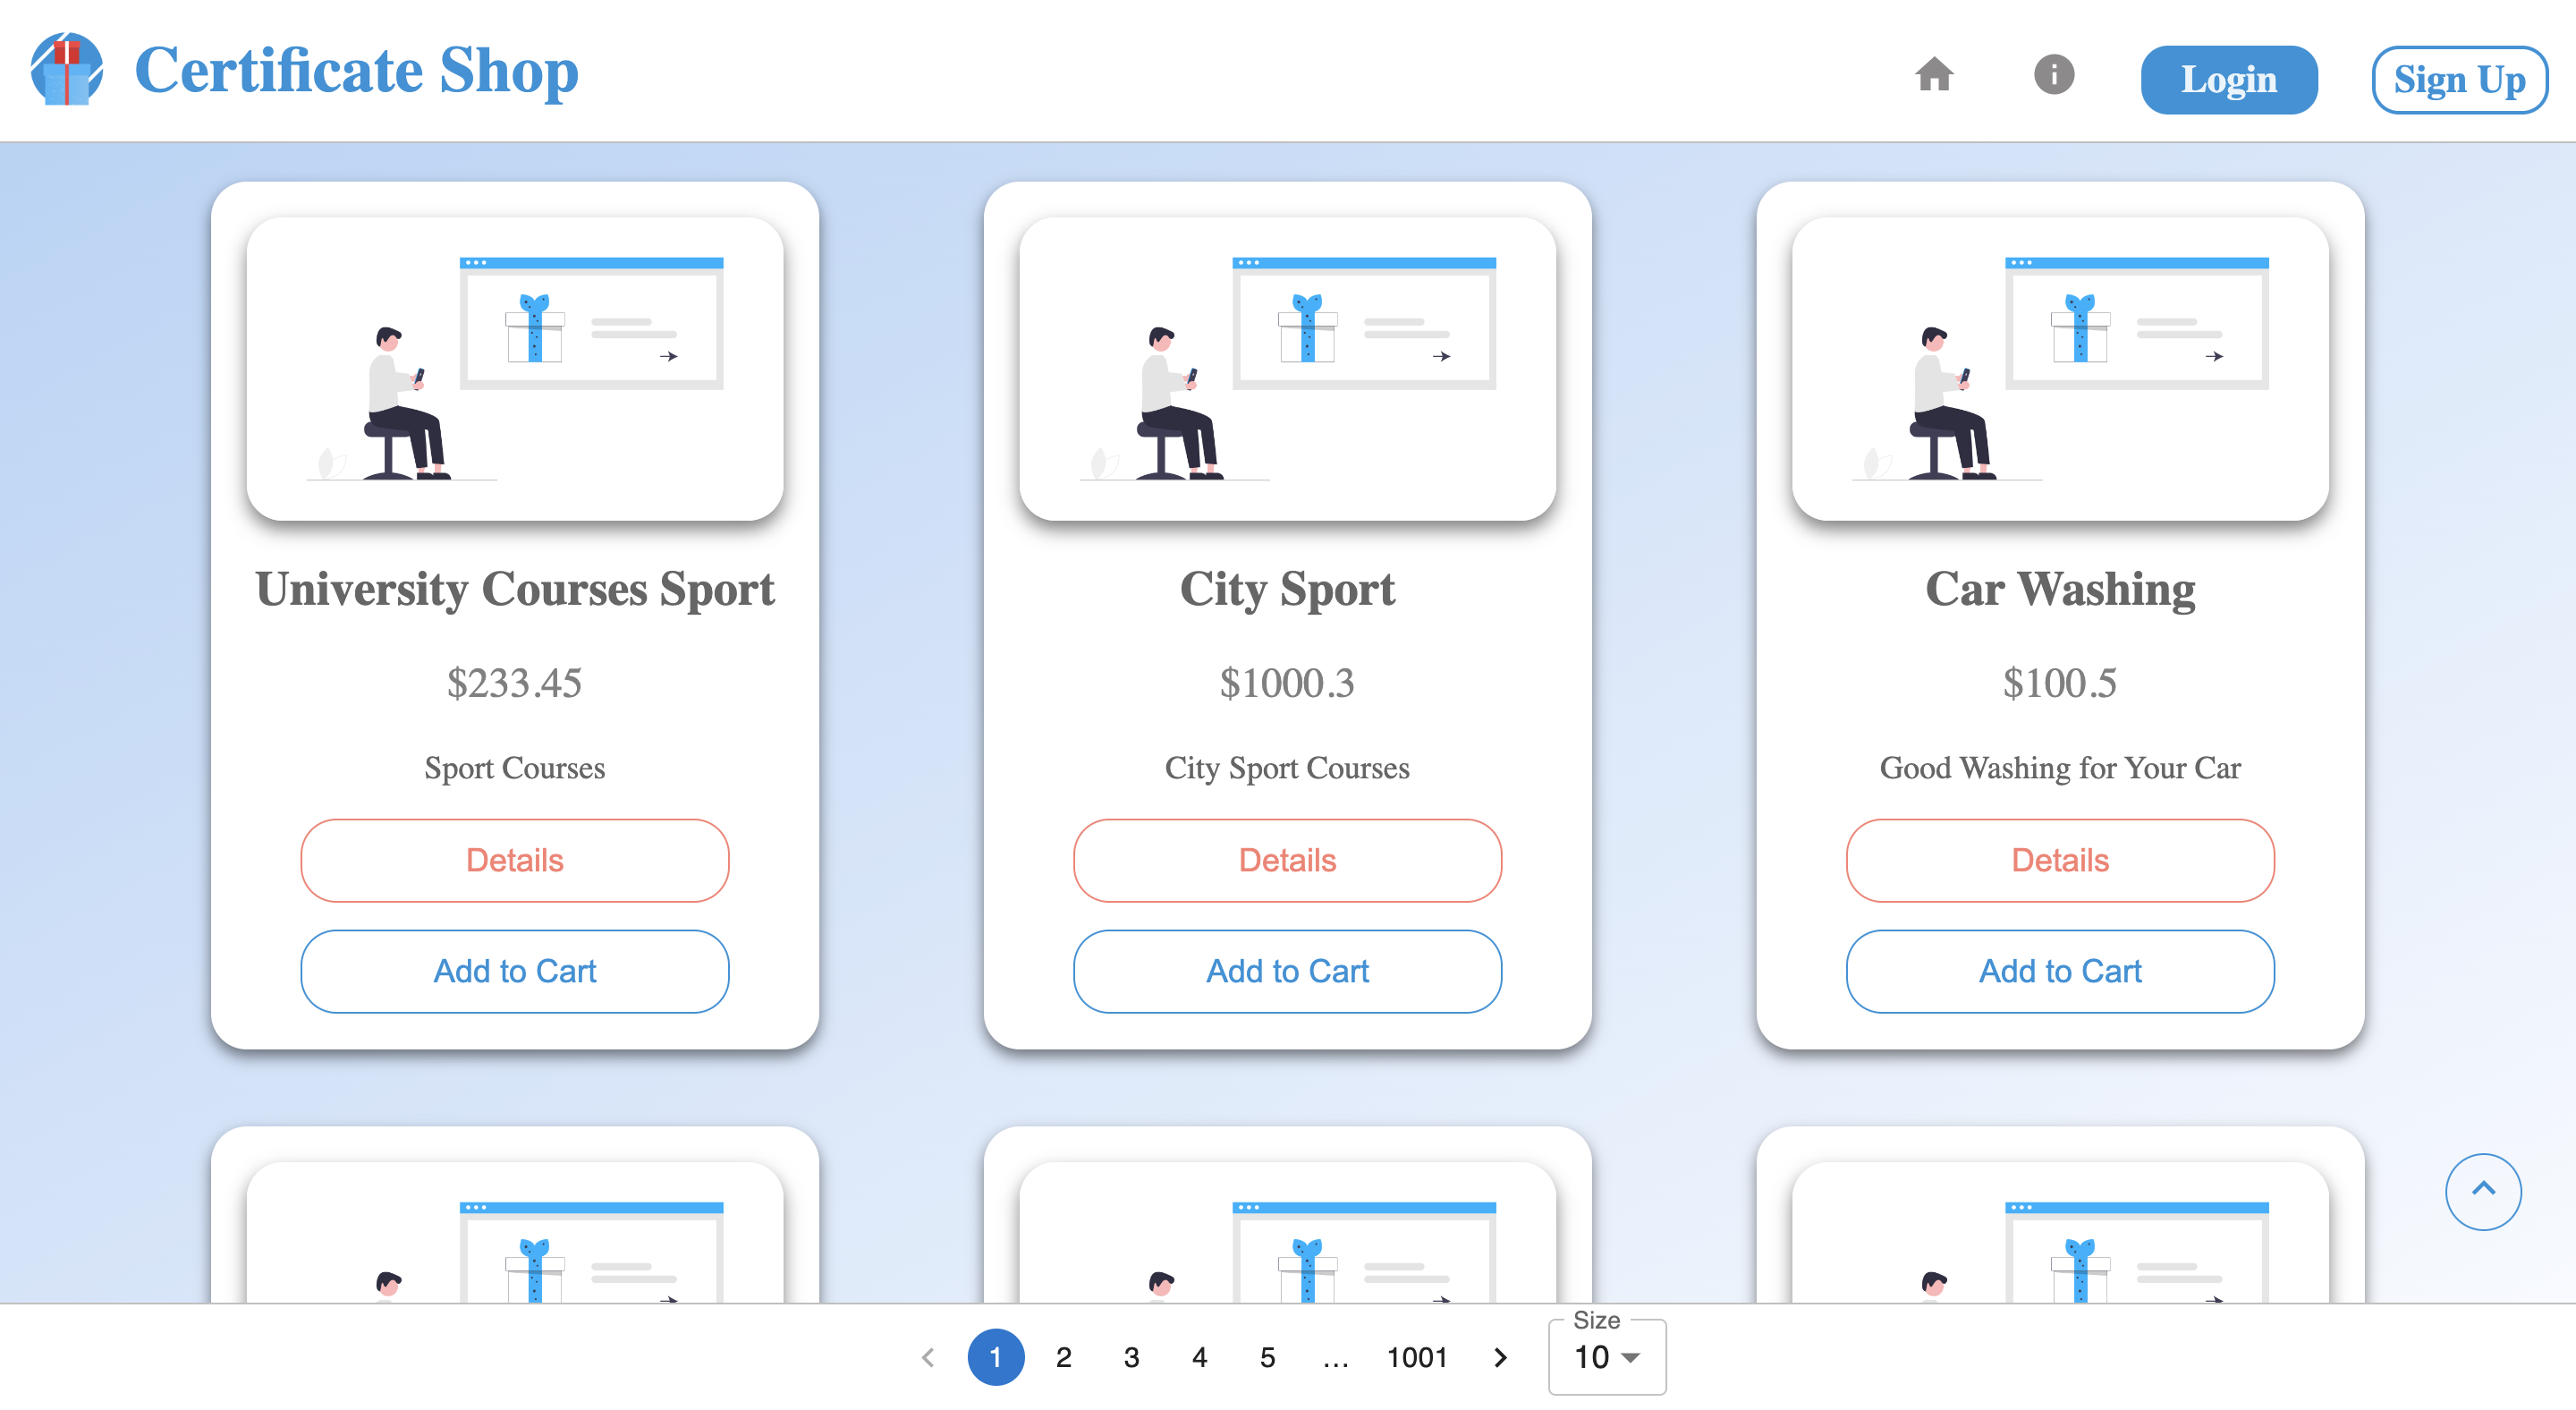 Certificate Shop
Login
Sign Up
University Courses Sport
$233.45
Sport Courses
Details
Add to Cart
City Sport
$1000.3
City Sport Courses
Details
Add to Cart
Car Washing
$100.5
Good Washing for Your Car
Details
Add to Cart
1 2 3 4 5 ... 1001
Size
10